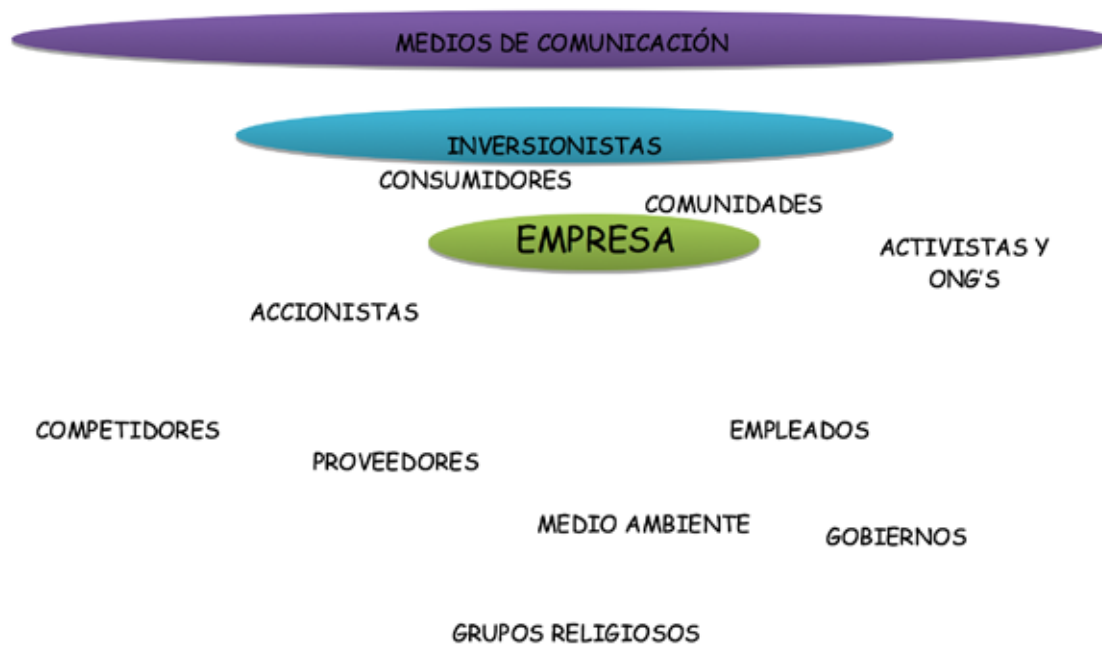 MEDIOS DE COMUNICACIÓN
INVERSIONISTAS
CONSUMIDORES
COMUNIDADES
EMPRESA
ACTIVISTAS Y
ONG'S
ACCIONISTAS
COMPETIDORES
EMPLEADOS
PROVEEDORES
MEDIO AMBIENTE
GOBIERNOS
GRUPOS RELIGIOSOS